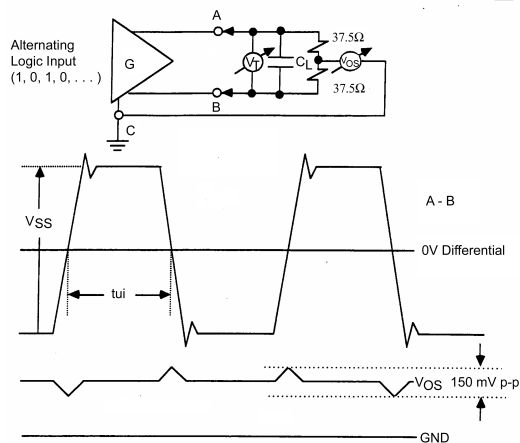 A
Alternating
Logic Input
(1, 0, 1, 0, . . . )
G
VT
CL
37.5Ω
VOS
37.5Ω
B
C
VSS
A - B
0V Differential
tui
VOS 150 mV p-p
GND